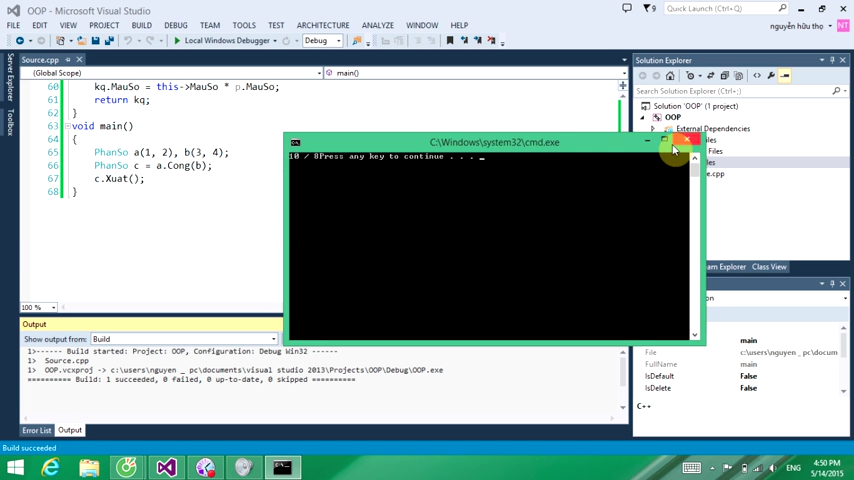 OOP - Microsoft Visual Studio
9
Quick Launch (Ctrl+Q)
FILE EDIT VIEW PROJECT BUILD DEBUG TEAM TOOLS TEST ARCHITECTURE ANALYZE WINDOW HELP
nguyễn hữu thọ NT
Local Windows Debugger Debug
Server Explorer
Toolbox
Source.cpp
(Global Scope) main()
60 kq.MauSo = this->MauSo * p.MauSo;
61 return kq;
62 }
63 void main()
64 {
65 PhanSo a(1, 2), b(3, 4);
66 PhanSo c = a.Cong(b);
67 c.Xuat();
68 }
100 %
C:\Windows\system32\cmd.exe
10 / 8Press any key to continue . . . _
Solution Explorer
Search Solution Explorer (Ctrl+;)
Solution 'OOP' (1 project)
OOP
External Dependencies
Files
Class View
Output
Show output from: Build
1>------ Build started: Project: OOP, Configuration: Debug Win32 ------
1> Source.cpp
1> OOP.vcxproj -> c:\users\nguyen _ pc\documents\visual studio 2013\Projects\OOP\Debug\OOP.exe
========== Build: 1 succeeded, 0 failed, 0 up-to-date, 0 skipped ==========
Error List Output
main
File c:\users\nguyen _ pc\docum
FullName main
IsDefault False
IsDelete False
C++
Build succeeded
ENG
4:50 PM
5/14/2015